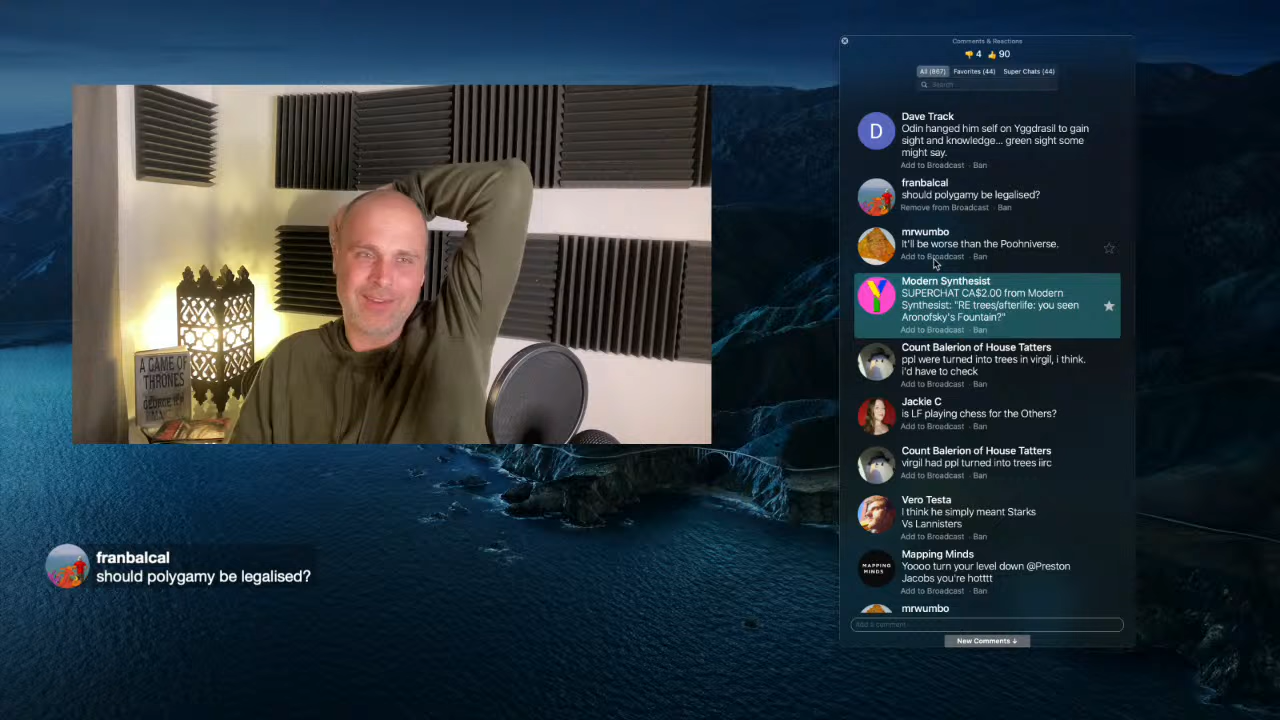 A GAME OF
THRONES
franbalcal
should polygamy be legalised?
Comments & Reactions
👎 4 👍 90
All (867) Favorites (44) Super Chats (44)
Search
D
Dave Track
Odin hanged him self on Yggdrasil to gain
sight and knowledge... green sight some
might say.
Add to Broadcast · Ban
franbalcal
should polygamy be legalised?
Remove from Broadcast · Ban
mrwumbo
It'll be worse than the Poohniverse.
Add to Broadcast · Ban
Modern Synthesist
SUPERCHAT CA$2.00 from Modern
Synthesist: "RE trees/afterlife: you seen
Aronofsky's Fountain?"
Add to Broadcast · Ban
Count Balerion of House Tatters
ppl were turned into trees in virgil, i think.
i'd have to check
Add to Broadcast · Ban
Jackie C
is LF playing chess for the Others?
Add to Broadcast · Ban
Count Balerion of House Tatters
virgil had ppl turned into trees iirc
Add to Broadcast · Ban
Vero Testa
I think he simply meant Starks
Vs Lannisters
Add to Broadcast · Ban
MAPPING
MINDS
Mapping Minds
Yoooo turn your level down @Preston
Jacobs you're hotttt
Add to Broadcast · Ban
mrwumbo
Add a comment
New Comments ↓